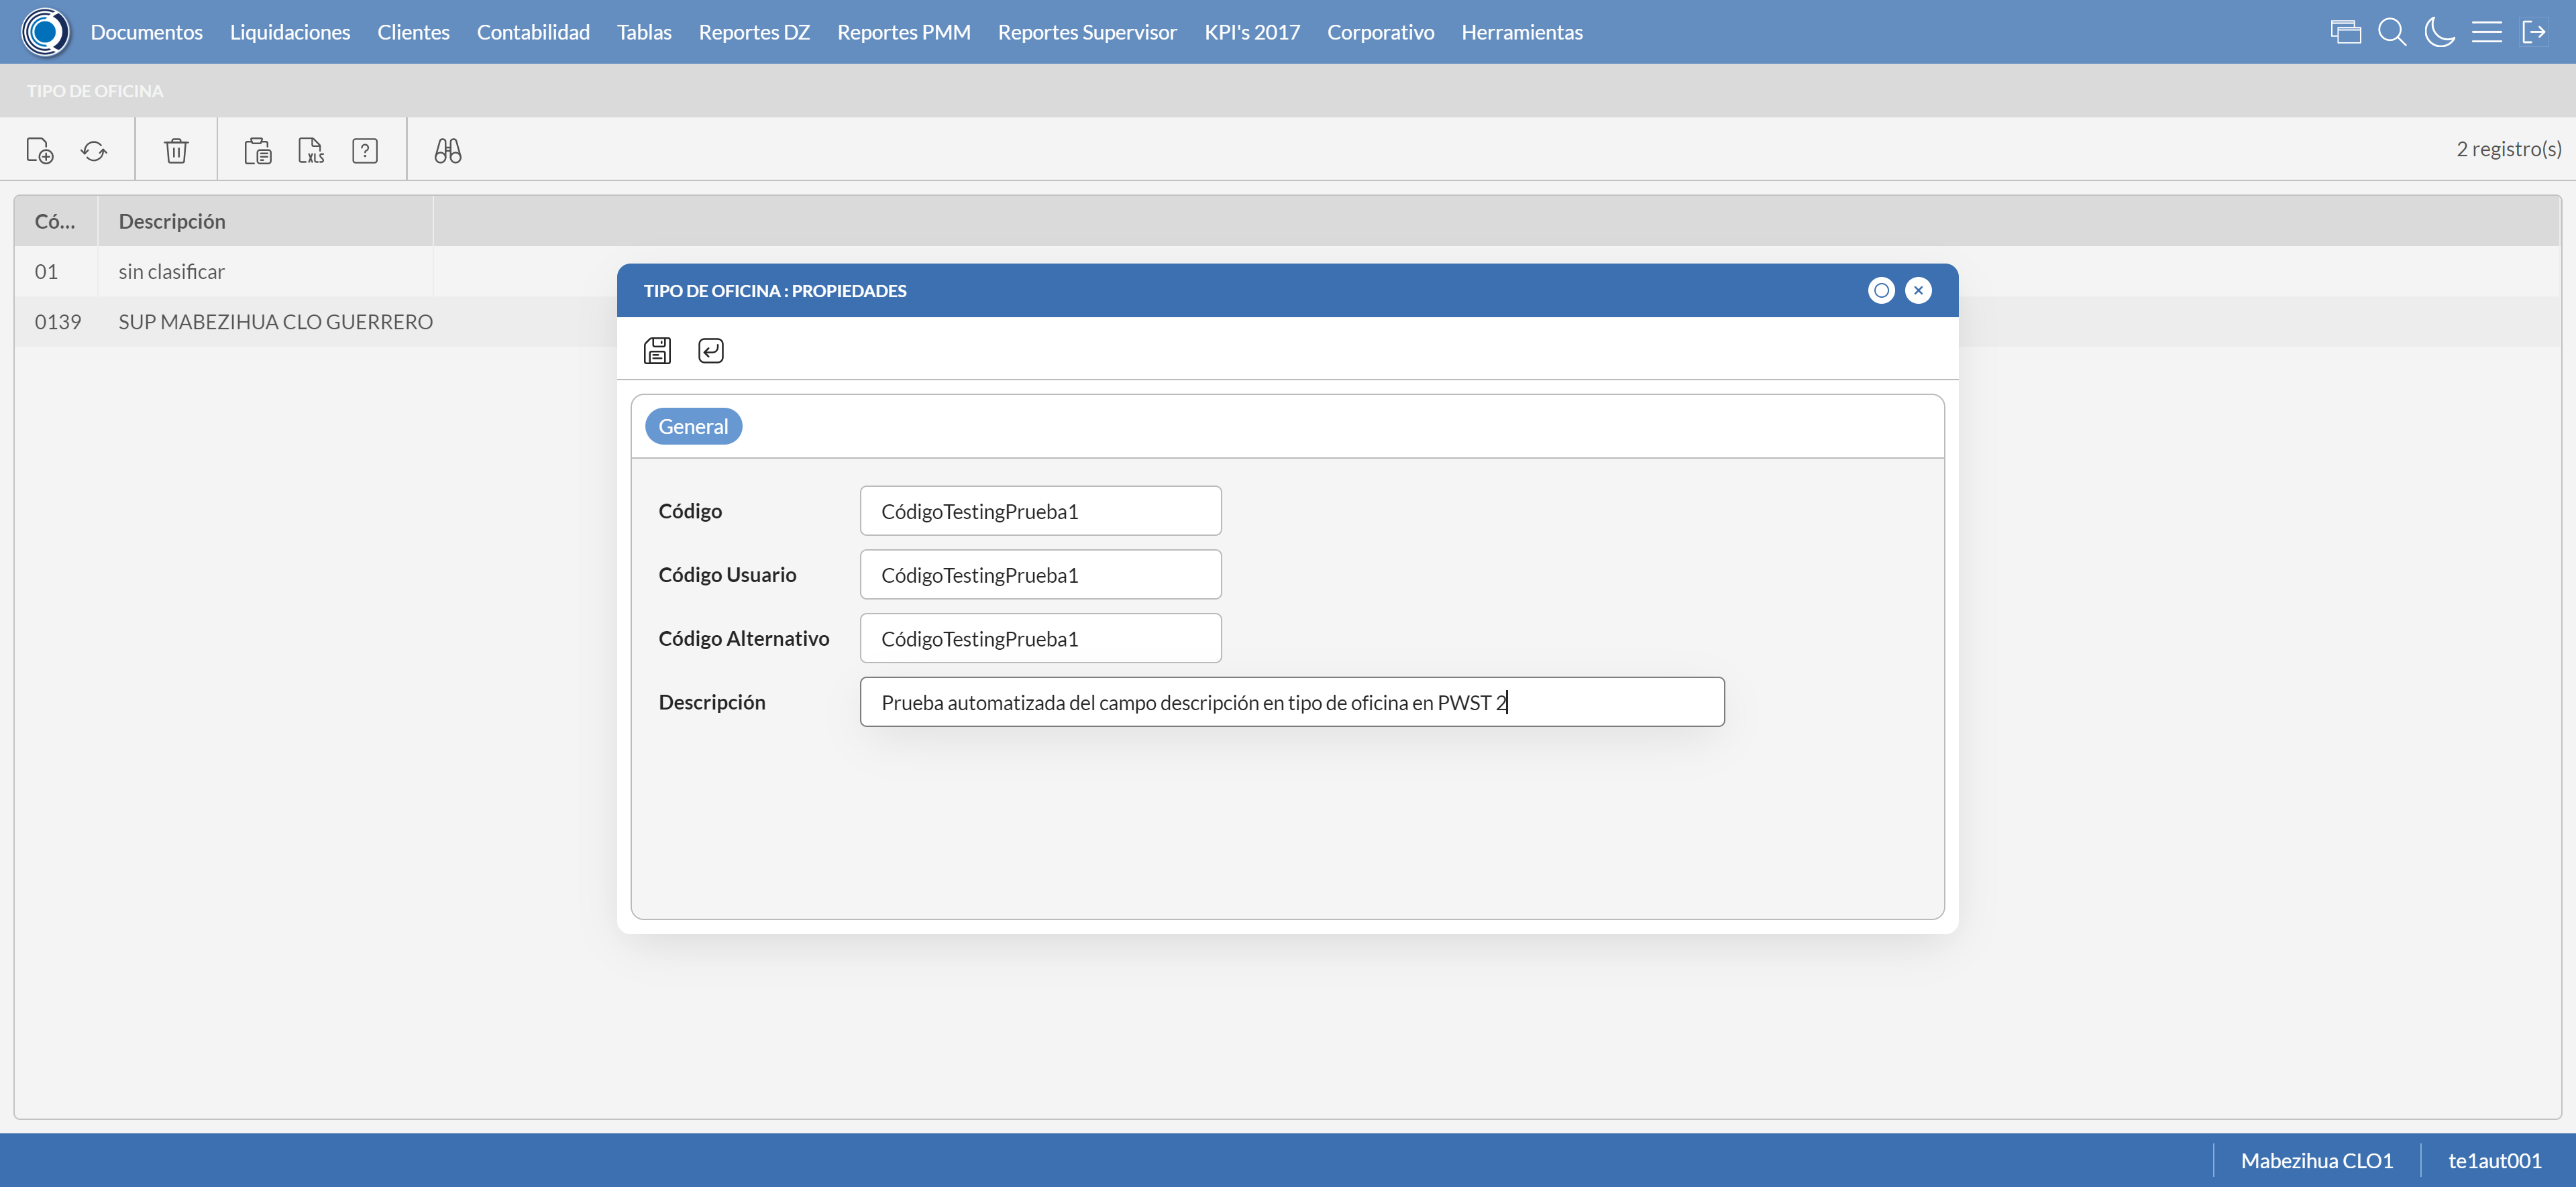 Documentos Liquidaciones Clientes Contabilidad Tablas Reportes DZ Reportes PMM Reportes Supervisor KPI's 2017 Corporativo Herramientas
TIPO DE OFICINA
XLS ? 2 registro(s)
Có... Descripción
01 sin clasificar
0139 SUP MABEZIHUA CLO GUERRERO
TIPO DE OFICINA : PROPIEDADES
General
Código CódigoTestingPrueba1
Código Usuario CódigoTestingPrueba1
Código Alternativo CódigoTestingPrueba1
Descripción Prueba automatizada del campo descripción en tipo de oficina en PWST 2
Mabezihua CLO1 te1aut001